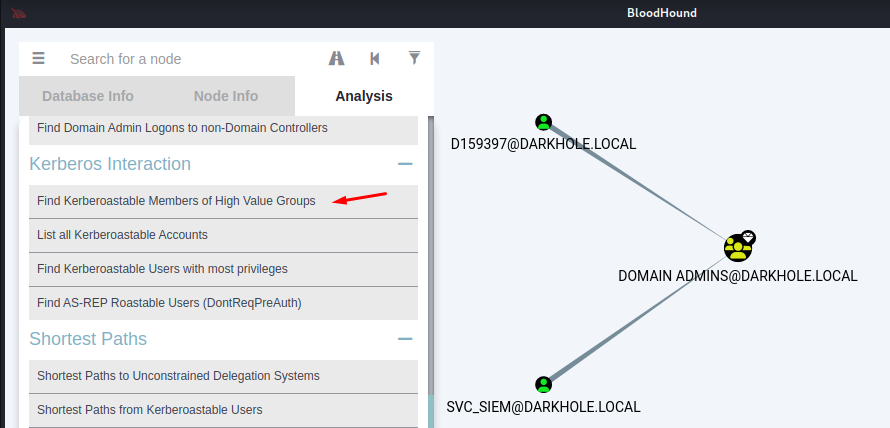 BloodHound
Search for a node
Database Info Node Info Analysis
Find Domain Admin Logons to non-Domain Controllers
Kerberos Interaction
Find Kerberoastable Members of High Value Groups
List all Kerberoastable Accounts
Find Kerberoastable Users with most privileges
Find AS-REP Roastable Users (DontReqPreAuth)
Shortest Paths
Shortest Paths to Unconstrained Delegation Systems
Shortest Paths from Kerberoastable Users
D159397@DARKHOLE.LOCAL
DOMAIN ADMINS@DARKHOLE.LOCAL
SVC_SIEM@DARKHOLE.LOCAL